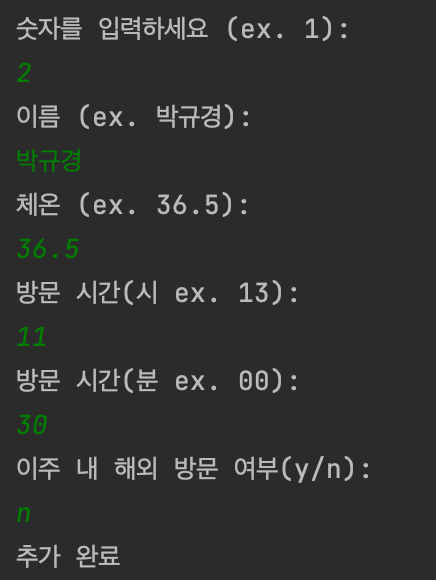 숫자를 입력하세요 (ex. 1):
2
이름 (ex. 박규경):
박규경
체온 (ex. 36.5):
36.5
방문 시간(시 ex. 13):
11
방문 시간(분 ex. 00):
30
이주 내 해외 방문 여부(y/n):
n
추가 완료